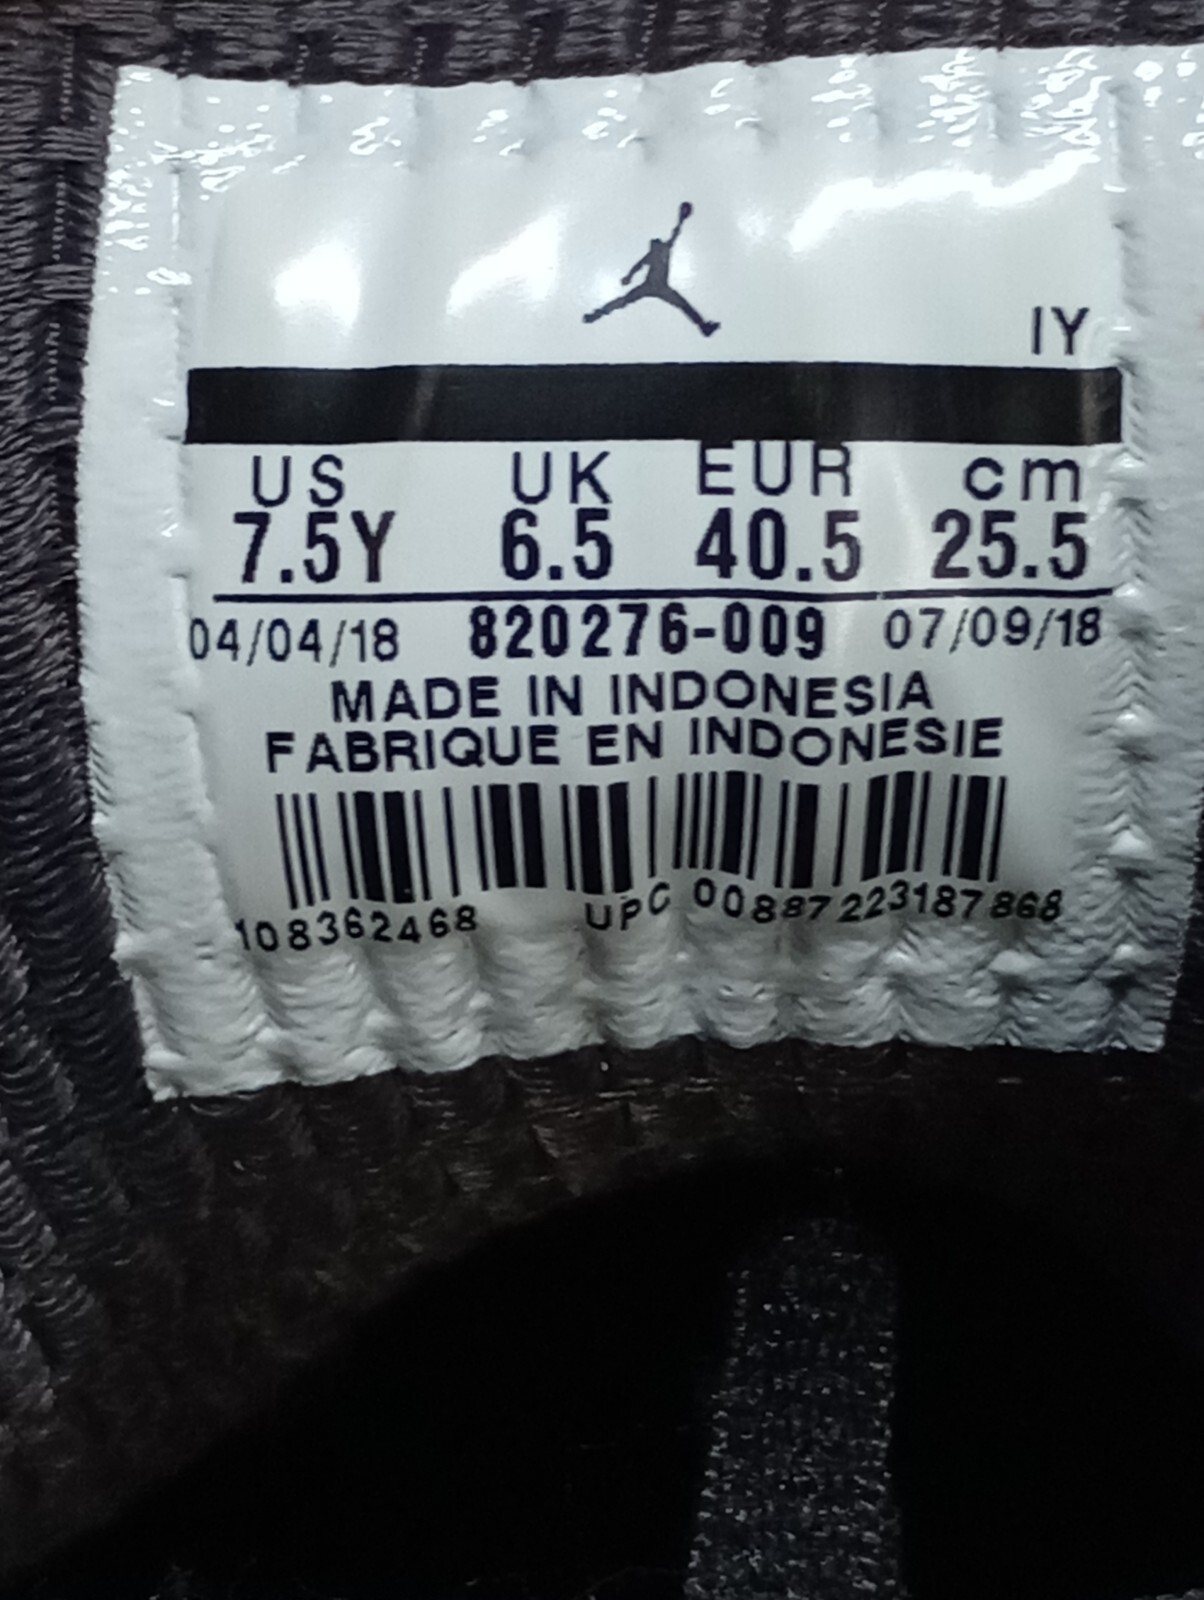 IY
US UK EUR cm
7.5Y 6.5 40.5 25.5
04/04/18 820276-009 07/09/18
MADE IN INDONESIA
FABRIQUE EN INDONESIE
108362468 UPC 00887223187868